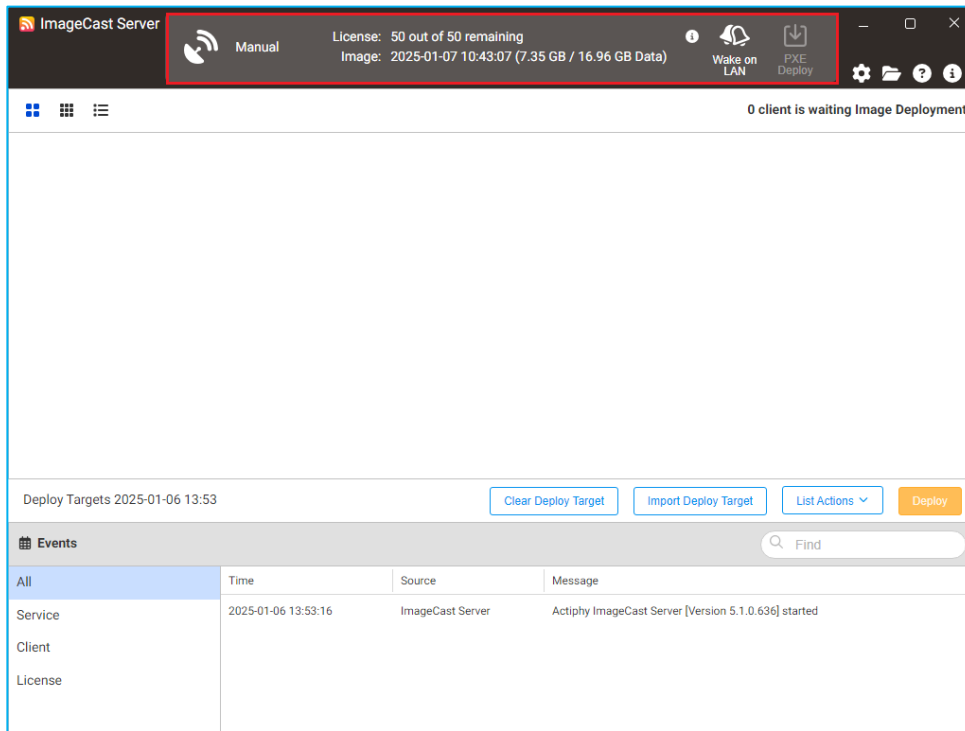 ImageCast Server
Manual
License: 50 out of 50 remaining
Image: 2025-01-07 10:43:07 (7.35 GB / 16.96 GB Data)
Wake on
LAN
PXE
Deploy
0 client is waiting Image Deployment
Deploy Targets 2025-01-06 13:53
Clear Deploy Target
Import Deploy Target
List Actions
Deploy
Events
Find
All
Service
Client
License
Time Source Message
2025-01-06 13:53:16 ImageCast Server Actiphy ImageCast Server [Version 5.1.0.636] started